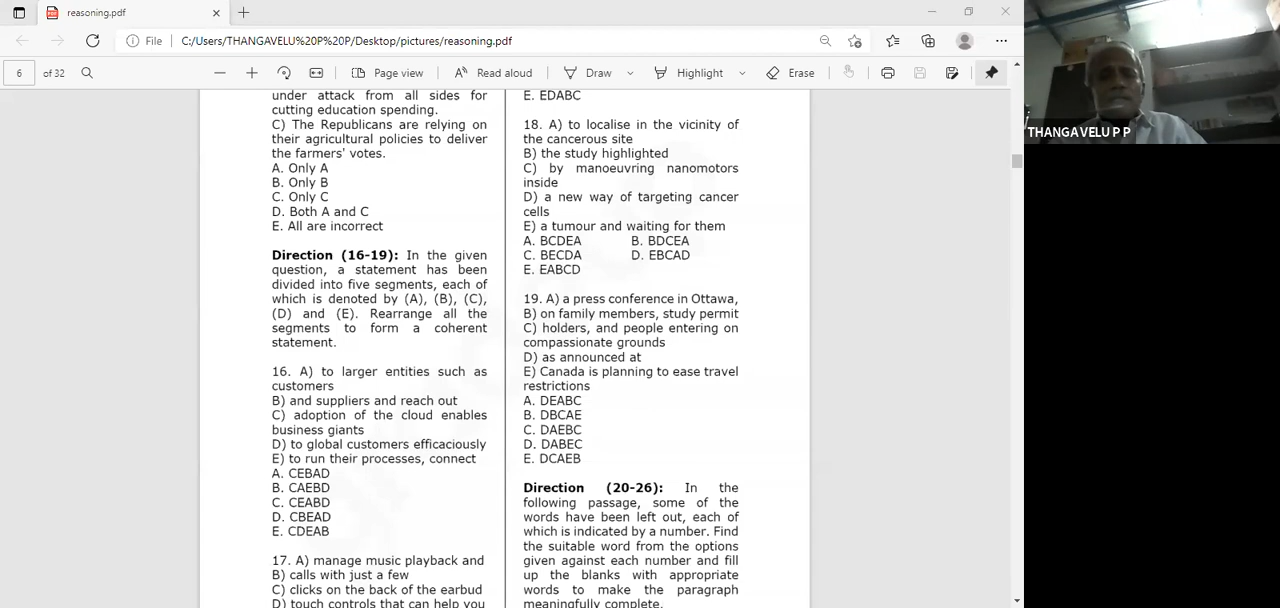 reasoning.pdf
File C:/Users/THANGAVELU%20P%20P/Desktop/pictures/reasoning.pdf
6 of 32 Page view Read aloud Draw Highlight Erase
under attack from all sides for
cutting education spending.
C) The Republicans are relying on
their agricultural policies to deliver
the farmers' votes.
A. Only A
B. Only B
C. Only C
D. Both A and C
E. All are incorrect
Direction (16-19): In the given
question, a statement has been
divided into five segments, each of
which is denoted by (A), (B), (C),
(D) and (E). Rearrange all the
segments to form a coherent
statement.
16. A) to larger entities such as
customers
B) and suppliers and reach out
C) adoption of the cloud enables
business giants
D) to global customers efficaciously
E) to run their processes, connect
A. CEBAD
B. CAEBD
C. CEABD
D. CBEAD
E. CDEAB
17. A) manage music playback and
B) calls with just a few
C) clicks on the back of the earbud
D) touch controls that can help you
E. EDABC
18. A) to localise in the vicinity of
the cancerous site
B) the study highlighted
C) by manoeuvring nanomotors
inside
D) a new way of targeting cancer
cells
E) a tumour and waiting for them
A. BCDEA B. BDCEA
C. BECDA D. EBCAD
E. EABCD
19. A) a press conference in Ottawa,
B) on family members, study permit
C) holders, and people entering on
compassionate grounds
D) as announced at
E) Canada is planning to ease travel
restrictions
A. DEABC
B. DBCAE
C. DAEBC
D. DABEC
E. DCAEB
Direction (20-26): In the
following passage, some of the
words have been left out, each of
which is indicated by a number. Find
the suitable word from the options
given against each number and fill
up the blanks with appropriate
words to make the paragraph
meaningfully complete.
THANGAVELU P P